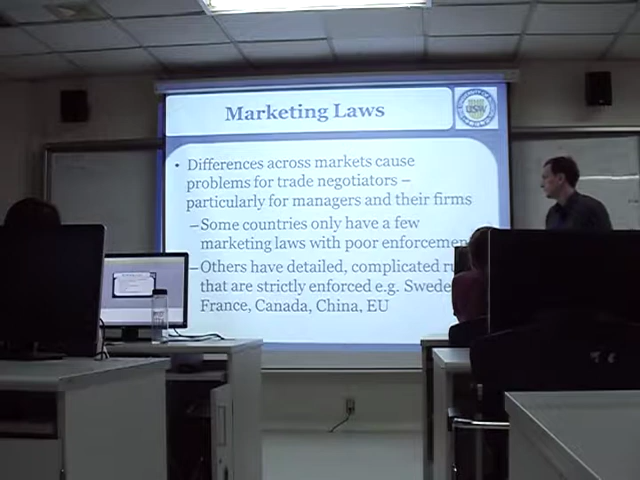 Marketing Laws
USW
• Differences across markets cause
problems for trade negotiators –
particularly for managers and their firms
–Some countries only have a few
marketing laws with poor enforcemen
–Others have detailed, complicated ru
that are strictly enforced e.g. Swede
France, Canada, China, EU